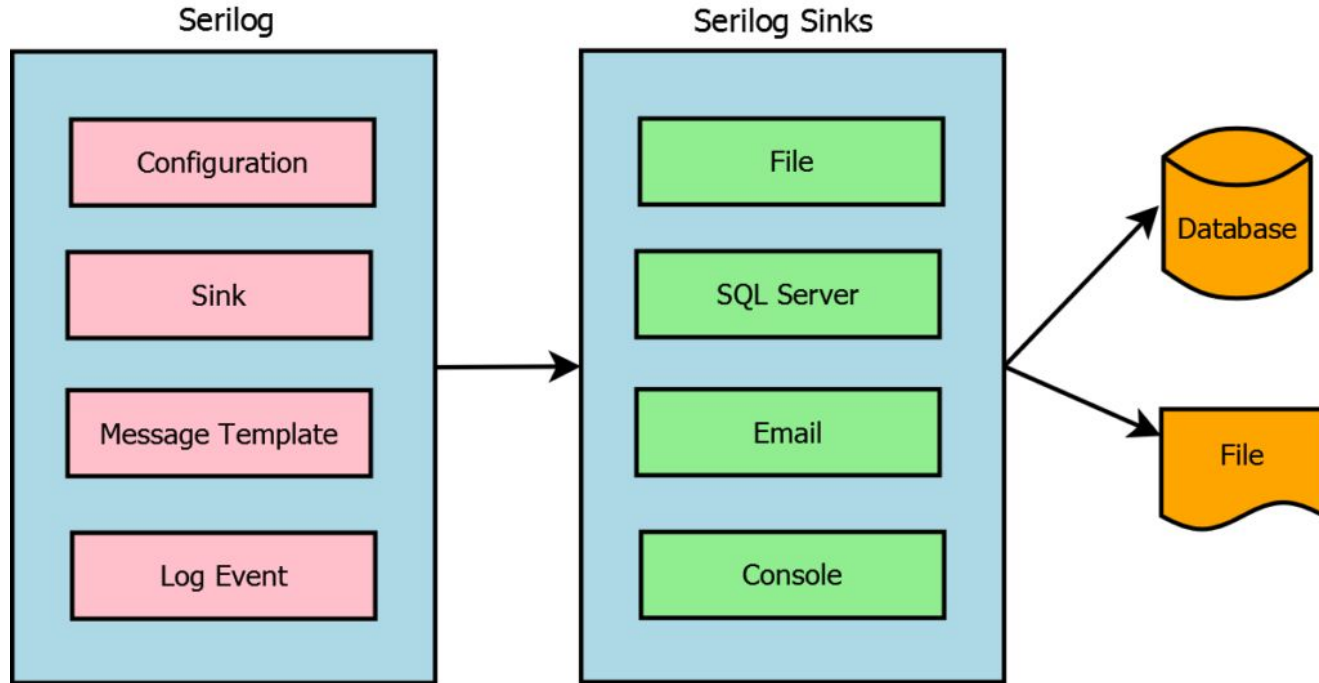 Serilog
Serilog Sinks
Configuration
Sink
Message Template
Log Event
File
SQL Server
Email
Console
Database
File